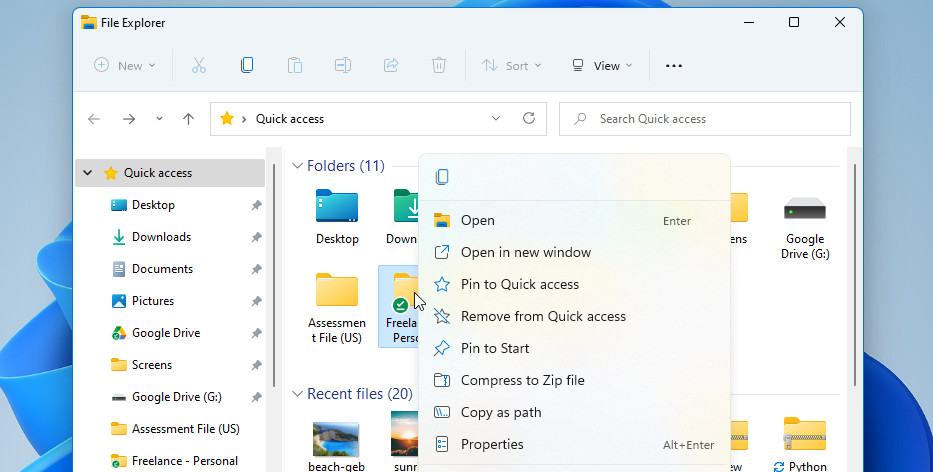 File Explorer
New
Sort
View
Quick access
Search Quick access
Quick access
Desktop
Downloads
Documents
Pictures
Google Drive
Screens
Google Drive (G:)
Assessment File (US)
Freelance - Personal
Folders (11)
Desktop
Down
ens
Google
Drive (G:)
Assessmen
t File (US)
Freela
Perso
Open Enter
Open in new window
Pin to Quick access
Remove from Quick access
Pin to Start
Compress to Zip file
Copy as path
Properties Alt+Enter
Recent files (20)
beach-geb
sunr
ew
Python